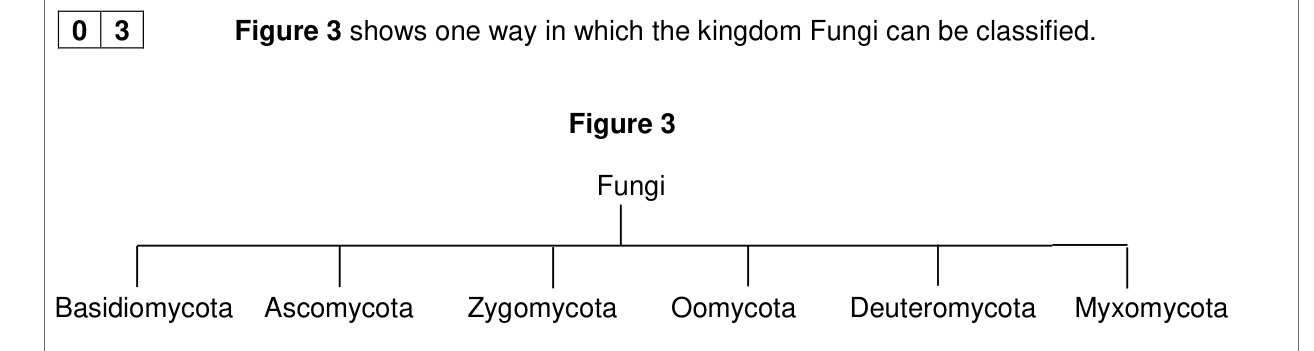 0 3 Figure 3 shows one way in which the kingdom Fungi can be classified.
Figure 3
Fungi
Basidiomycota Ascomycota Zygomycota Oomycota Deuteromycota Myxomycota